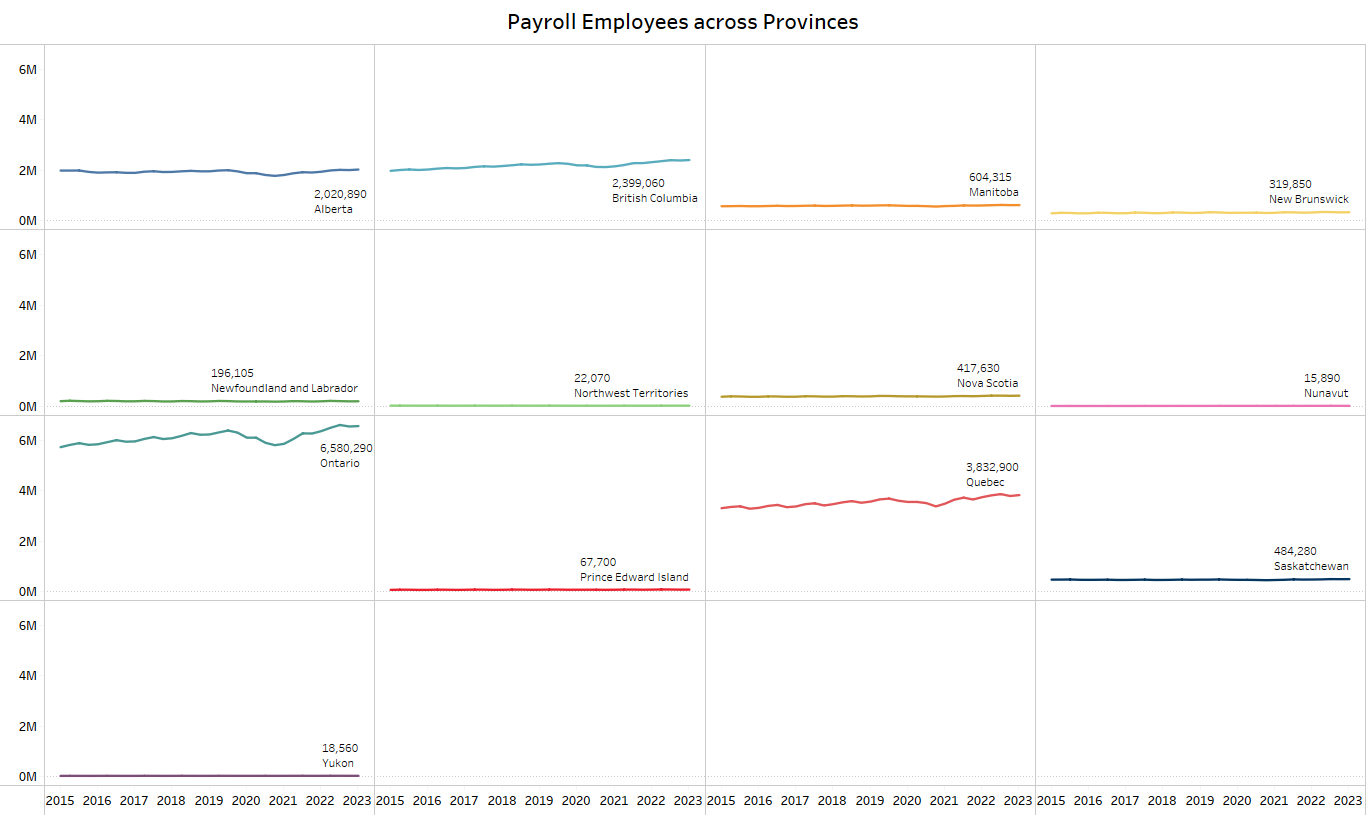 Payroll Employees across Provinces
6M
4M
2M
0M
2,020,890
Alberta
2,399,060
British Columbia
604,315
Manitoba
319,850
New Brunswick
6M
4M
2M
0M
196,105
Newfoundland and Labrador
22,070
Northwest Territories
417,630
Nova Scotia
15,890
Nunavut
6M
4M
2M
0M
6,580,290
Ontario
67,700
Prince Edward Island
3,832,900
Quebec
484,280
Saskatchewan
6M
4M
2M
0M
18,560
Yukon
2015 2016 2017 2018 2019 2020 2021 2022 2023 2015 2016 2017 2018 2019 2020 2021 2022 2023 2015 2016 2017 2018 2019 2020 2021 2022 2023 2015 2016 2017 2018 2019 2020 2021 2022 2023